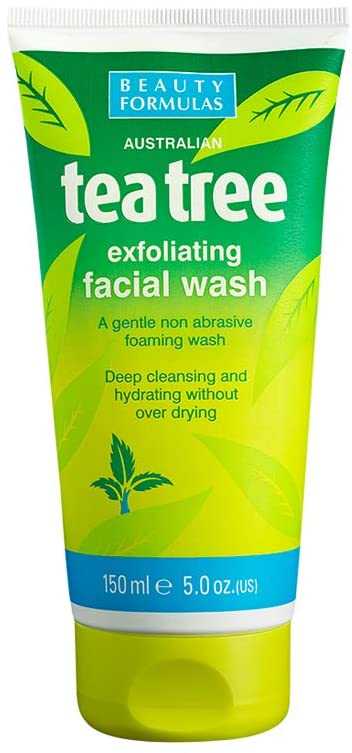 BEAUTY
FORMULAS
AUSTRALIAN
tea tree
exfoliating
facial wash
A gentle non abrasive
foaming wash
Deep cleansing and
hydrating without
over drying
150 ml ℮ 5.0 oz.(US)